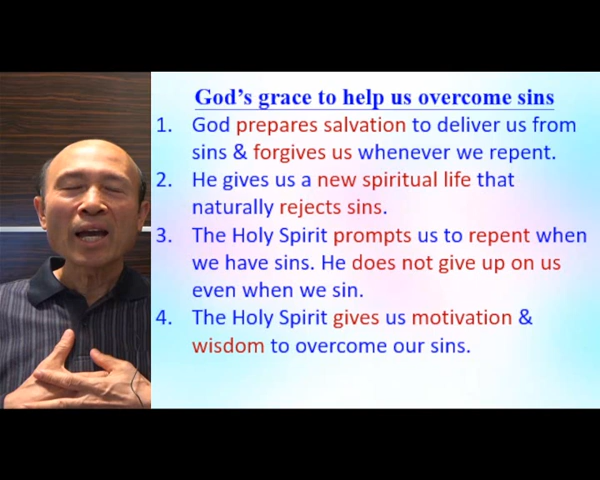 God's grace to help us overcome sins
1. God prepares salvation to deliver us from
sins & forgives us whenever we repent.
2. He gives us a new spiritual life that
naturally rejects sins.
3. The Holy Spirit prompts us to repent when
we have sins. He does not give up on us
even when we sin.
4. The Holy Spirit gives us motivation &
wisdom to overcome our sins.